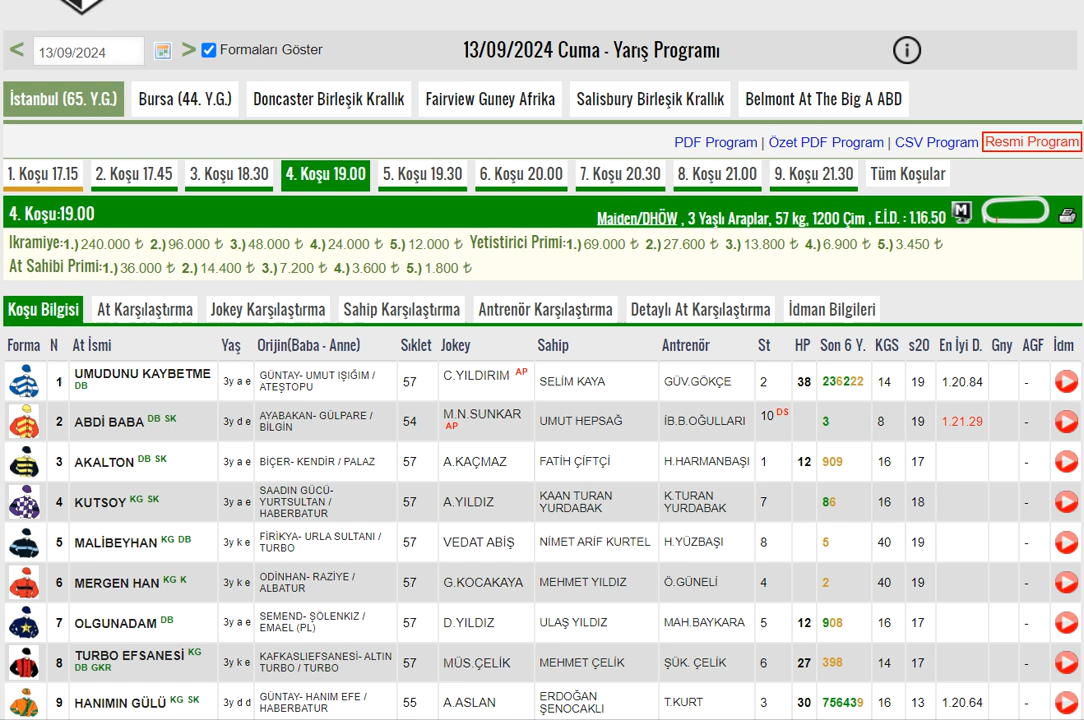 13/09/2024 Formaları Göster 13/09/2024 Cuma - Yarış Programı
İstanbul (65. Y.G.) Bursa (44. Y.G.) Doncaster Birleşik Krallık Fairview Guney Afrika Salisbury Birleşik Krallık Belmont At The Big A ABD
PDF Program | Özet PDF Program | CSV Program Resmi Program
1. Koşu 17.15 2. Koşu 17.45 3. Koşu 18.30 4. Koşu 19.00 5. Koşu 19.30 6. Koşu 20.00 7. Koşu 20.30 8. Koşu 21.00 9. Koşu 21.30 Tüm Koşular
4. Koşu:19.00 Maiden/DHÖW , 3 Yaşlı Araplar, 57 kg, 1200 Çim , E.İ.D. : 1.16.50 M
Ikramiye:1.) 240.000 ₺ 2.) 96.000 ₺ 3.) 48.000 ₺ 4.) 24.000 ₺ 5.) 12.000 ₺ Yetistirici Primi:1.) 69.000 ₺ 2.) 27.600 ₺ 3.) 13.800 ₺ 4.) 6.900 ₺ 5.) 3.450 ₺
At Sahibi Primi:1.) 36.000 ₺ 2.) 14.400 ₺ 3.) 7.200 ₺ 4.) 3.600 ₺ 5.) 1.800 ₺
Koşu Bilgisi At Karşılaştırma Jokey Karşılaştırma Sahip Karşılaştırma Antrenör Karşılaştırma Detaylı At Karşılaştırma İdman Bilgileri
Forma N At İsmi Yaş Orijin(Baba - Anne) Sıklet Jokey Sahip Antrenör St HP Son 6 Y. KGS s20 En İyi D. Gny AGF İdm
1 UMUDUNU KAYBETME DB 3y a e GÜNTAY- UMUT IŞIĞIM / ATEŞTOPU 57 C.YILDIRIM AP SELİM KAYA GÜV.GÖKÇE 2 38 236222 14 19 1.20.84 -
2 ABDİ BABA DB SK 3y d e AYABAKAN- GÜLPARE / BİLGİN 54 M.N.SUNKAR AP UMUT HEPSAĞ İB.B.OĞULLARI 10 DS 3 8 19 1.21.29 -
3 AKALTON DB SK 3y a e BİÇER- KENDİR / PALAZ 57 A.KAÇMAZ FATİH ÇİFTÇİ H.HARMANBAŞI 1 12 909 16 17 -
4 KUTSOY KG SK 3y a e SAADIN GÜCÜ- YURTSULTAN / HABERBATUR 57 A.YILDIZ KAAN TURAN YURDABAK K.TURAN YURDABAK 7 86 16 18 -
5 MALİBEYHAN KG DB 3y k e FİRİKYA- URLA SULTANI / TURBO 57 VEDAT ABİŞ NİMET ARİF KURTEL H.YÜZBAŞI 8 5 40 19 -
6 MERGEN HAN KG K 3y k e ODİNHAN- RAZİYE / ALBATUR 57 G.KOCAKAYA MEHMET YILDIZ Ö.GÜNELİ 4 2 40 19 -
7 OLGUNADAM DB 3y a e SEMEND- ŞÖLENKIZ / EMAEL (PL) 57 D.YILDIZ ULAŞ YILDIZ MAH.BAYKARA 5 12 908 16 17 -
8 TURBO EFSANESİ KG DB GKR 3y k e KAFKASLIEFSANESİ- ALTIN TURBO / TURBO 57 MÜS.ÇELİK MEHMET ÇELİK ŞÜK. ÇELİK 6 27 398 14 17 -
9 HANIMIN GÜLÜ KG SK 3y d d GÜNTAY- HANIM EFE / HABERBATUR 55 A.ASLAN ERDOĞAN ŞENOCAKLI T.KURT 3 30 756439 16 13 1.20.64 -